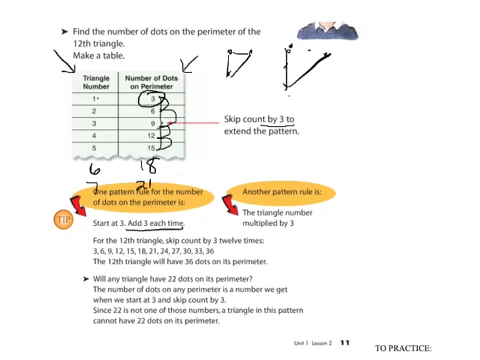 Find the number of dots on the perimeter of the
12th triangle.
Make a table.
Triangle Number | Number of Dots on Perimeter
1 | 3
2 | 6
3 | 9
4 | 12
5 | 15
6 18
7 21
Skip count by 3 to
extend the pattern.
One pattern rule for the number
of dots on the perimeter is:
Another pattern rule is:
TIP
Start at 3. Add 3 each time.
The triangle number
multiplied by 3
For the 12th triangle, skip count by 3 twelve times:
3, 6, 9, 12, 15, 18, 21, 24, 27, 30, 33, 36
The 12th triangle will have 36 dots on its perimeter.
Will any triangle have 22 dots on its perimeter?
The number of dots on any perimeter is a number we get
when we start at 3 and skip count by 3.
Since 22 is not one of those numbers, a triangle in this pattern
cannot have 22 dots on its perimeter.
Unit 1 Lesson 2 11
TO PRACTICE: